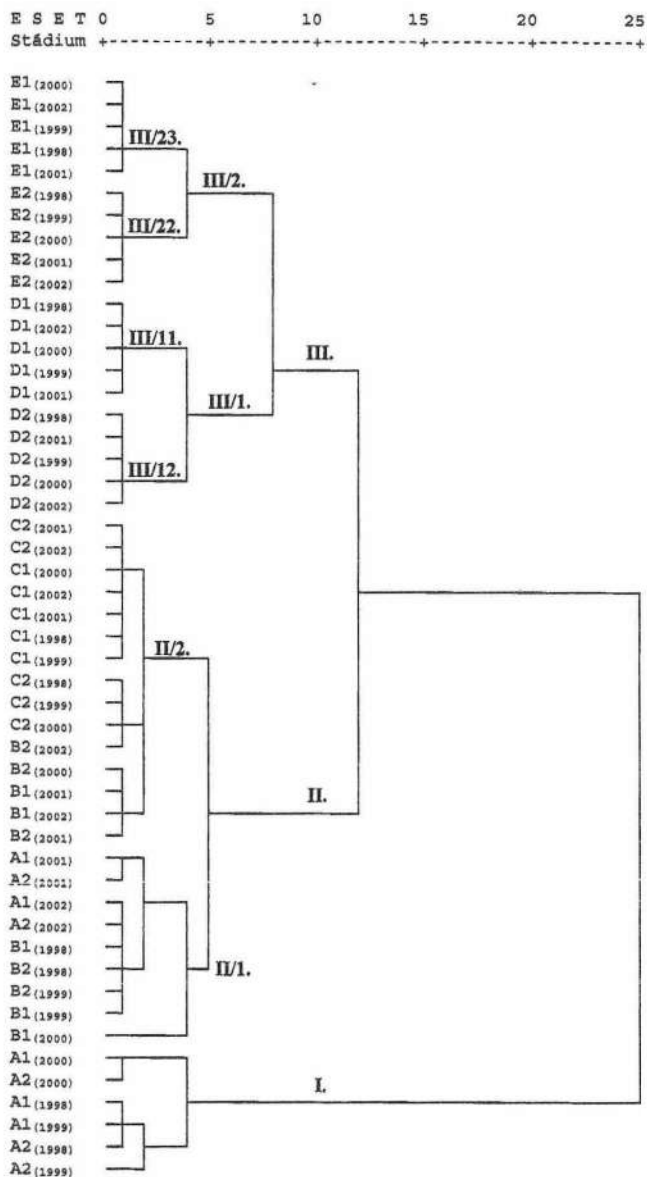 E S E T 0 5 10 15 20 25
Stádium +---------+---------+---------+---------+---------+
E1(2000)
E1(2002)
E1(1999)
III/23.
E1(1998)
E1(2001)
III/2.
E2(1998)
E2(1999)
III/22.
E2(2000)
E2(2001)
E2(2002)
D1(1998)
D1(2002)
III/11.
D1(2000)
III.
D1(1999)
D1(2001)
III/1.
D2(1998)
D2(2001)
D2(1999)
III/12.
D2(2000)
D2(2002)
C2(2001)
C2(2002)
C1(2000)
C1(2002)
C1(2001)
C1(1998)
II/2.
C1(1999)
C2(1998)
C2(1999)
C2(2000)
B2(2002)
B2(2000)
B1(2001)
II.
B1(2002)
B2(2001)
A1(2001)
A2(2001)
A1(2002)
A2(2002)
B1(1998)
B2(1998) II/1.
B2(1999)
B1(1999)
B1(2000)
A1(2000)
A2(2000)
I.
A1(1998)
A1(1999)
A2(1998)
A2(1999)